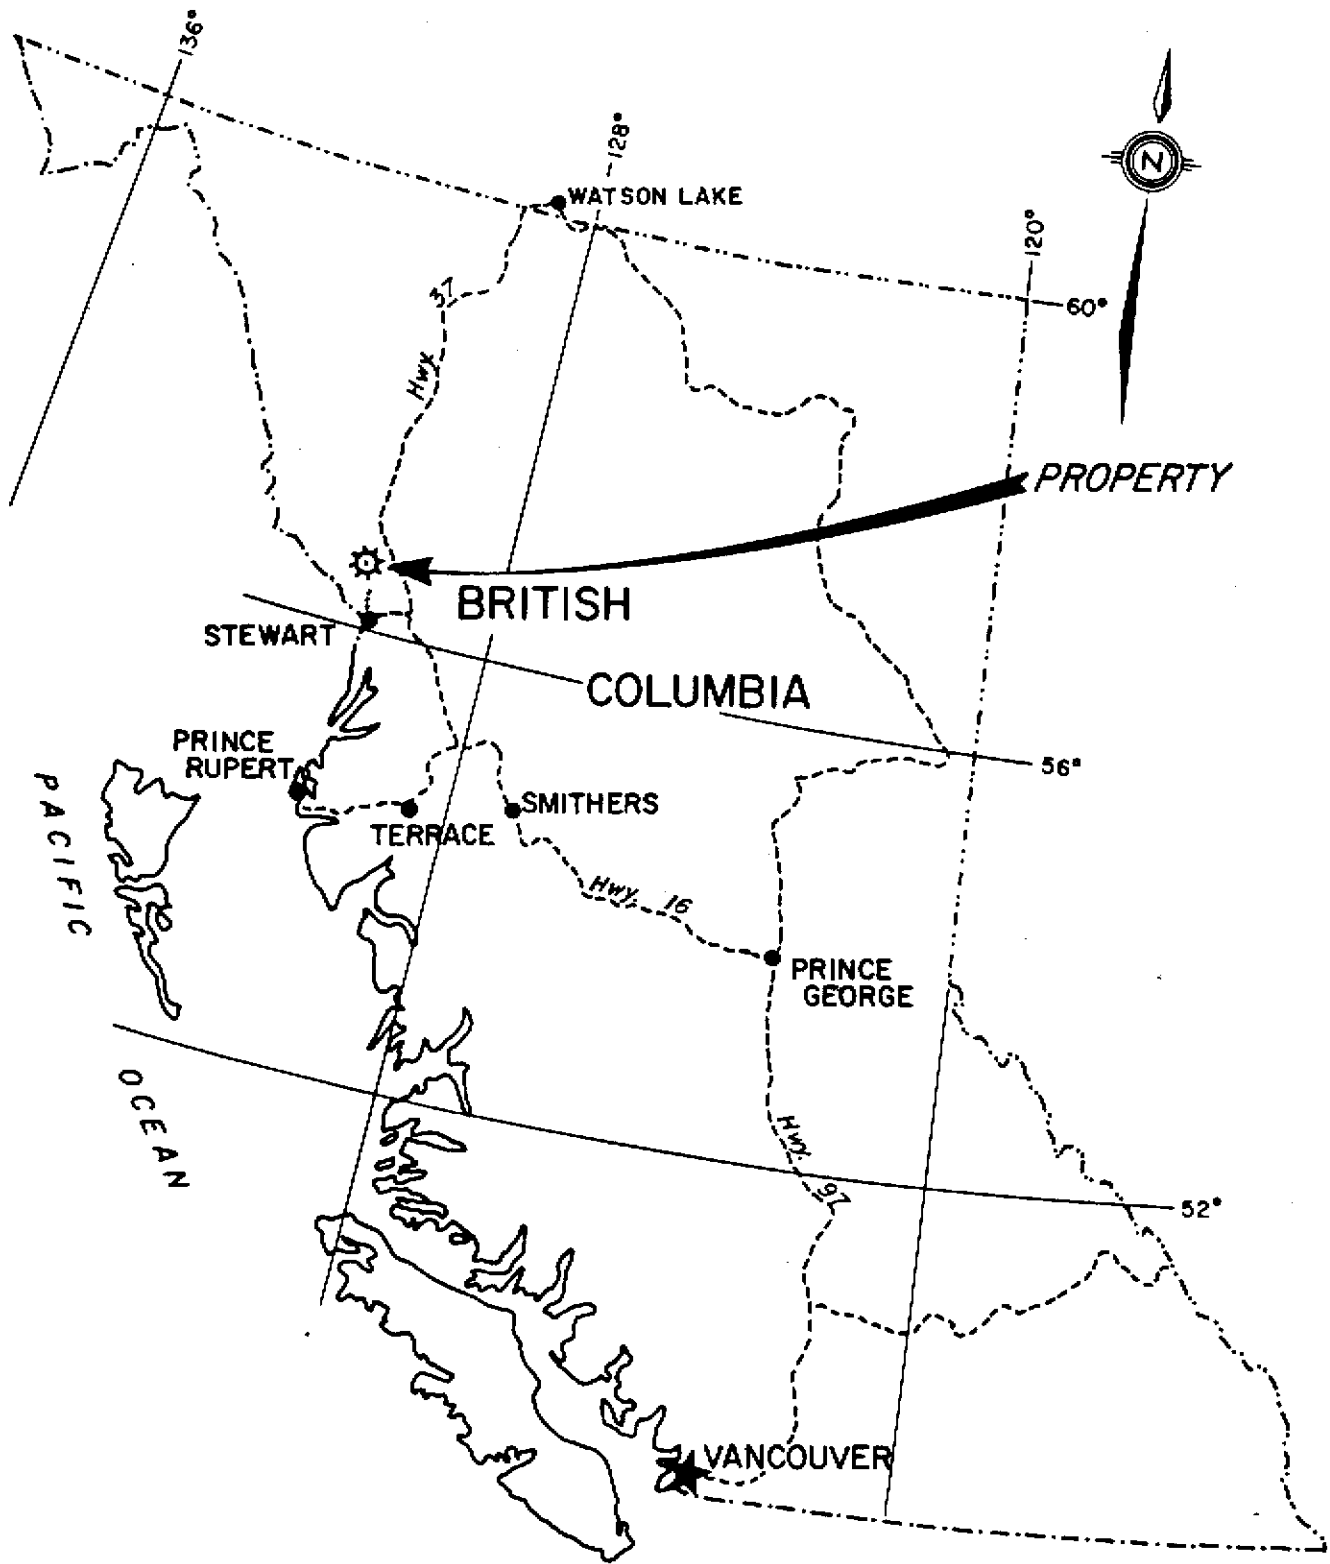 136°
128°
N
WATSON LAKE
120°
60°
Hwy. 37
PROPERTY
BRITISH
STEWART
COLUMBIA
PRINCE
RUPERT
56°
PACIFIC
SMITHERS
TERRACE
Hwy. 16
PRINCE
GEORGE
OCEAN
Hwy. 97
52°
VANCOUVER